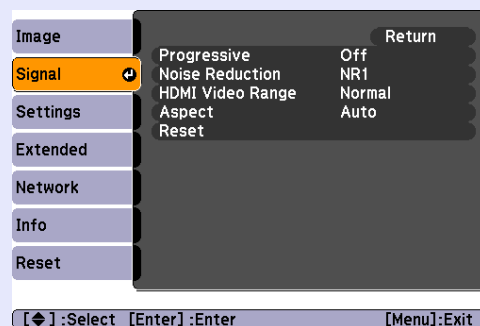 Image
Signal
Settings
Extended
Network
Info
Reset
Return
Progressive Off
Noise Reduction NR1
HDMI Video Range Normal
Aspect Auto
Reset
[◆] :Select [Enter] :Enter [Menu]:Exit